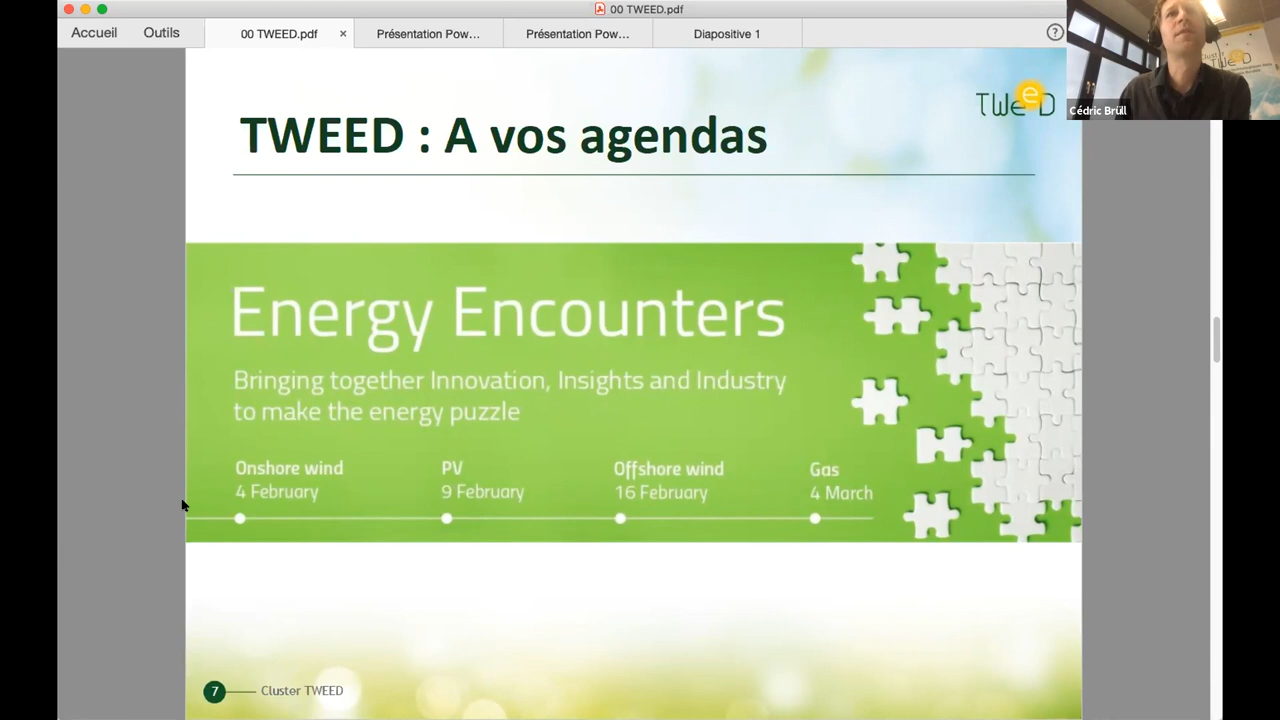 00 TWEED.pdf
Accueil
Outils
00 TWEED.pdf
×
Présentation Pow...
Présentation Pow...
Diapositive 1
?
Cédric Brüll
TWeeD
TWEED : A vos agendas
Energy Encounters
Bringing together Innovation, Insights and Industry
to make the energy puzzle
Onshore wind
4 February
PV
9 February
Offshore wind
16 February
Gas
4 March
7
Cluster TWEED